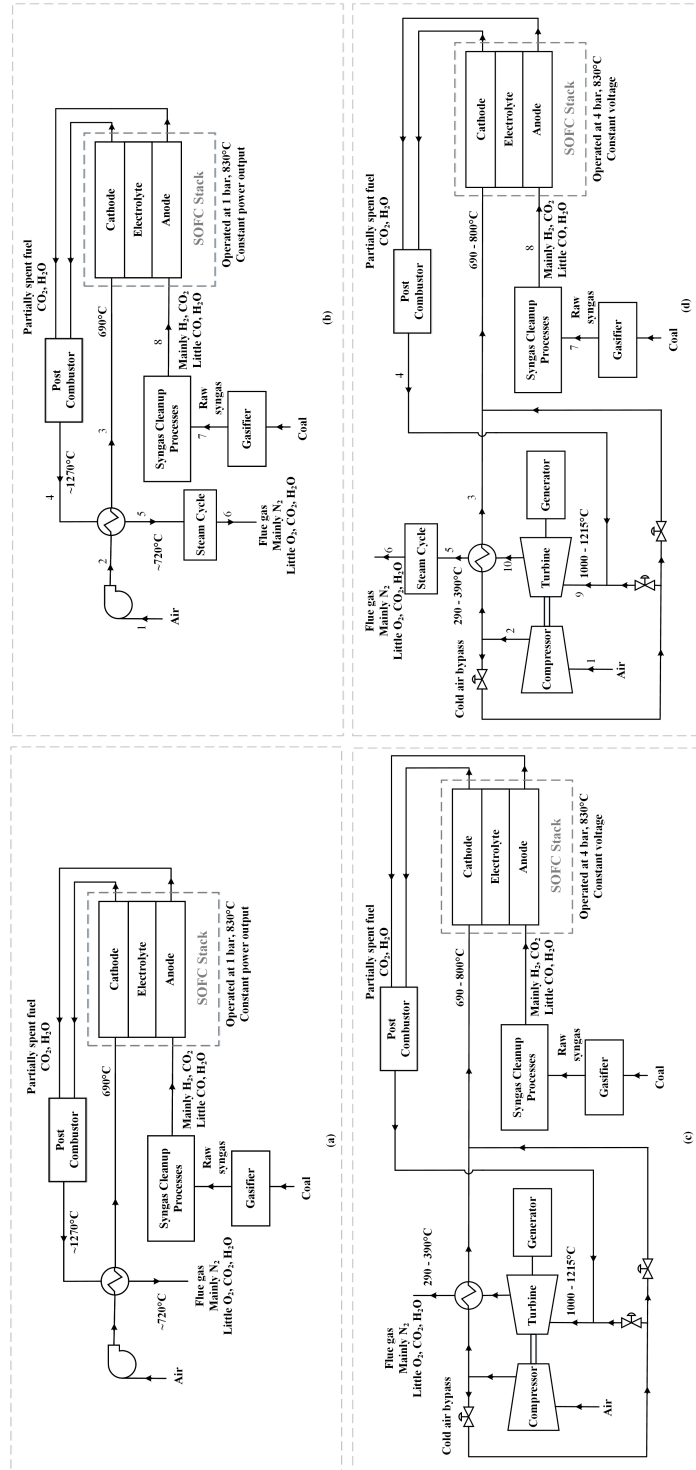 Partially spent fuel
CO₂, H₂O
Post
Combustor
~1270°C
690°C
Cathode
Electrolyte
Anode
SOFC Stack
Operated at 1 bar, 830°C
Constant power output
Mainly H₂, CO₂
Little CO, H₂O
Syngas Cleanup
Processes
Raw
syngas
Gasifier
Coal
Air
~720°C
Flue gas
Mainly N₂
Little O₂, CO₂, H₂O
(a)
Partially spent fuel
CO₂, H₂O
Post
Combustor
4
~1270°C
3
690°C
Cathode
Electrolyte
Anode
SOFC Stack
Operated at 1 bar, 830°C
Constant power output
Mainly H₂, CO₂
Little CO, H₂O
8
Syngas Cleanup
Processes
7
Raw
syngas
Gasifier
Coal
2
1
Air
5
~720°C
Steam Cycle
6
Flue gas
Mainly N₂
Little O₂, CO₂, H₂O
(b)
Partially spent fuel
CO₂, H₂O
Post
Combustor
Flue gas
Mainly N₂
Little O₂, CO₂, H₂O
290 - 390°C
Cold air bypass
690 - 800°C
Cathode
Electrolyte
Anode
SOFC Stack
Operated at 4 bar, 830°C
Constant voltage
Compressor
Turbine
Generator
1000 - 1215°C
Air
Mainly H₂, CO₂
Little CO, H₂O
Syngas Cleanup
Processes
Raw
syngas
Gasifier
Coal
(c)
Partially spent fuel
CO₂, H₂O
Post
Combustor
4
Flue gas
Mainly N₂
Little O₂, CO₂, H₂O
6
Steam Cycle
5
290 - 390°C
Cold air bypass
3
690 - 800°C
Cathode
Electrolyte
Anode
SOFC Stack
Operated at 4 bar, 830°C
Constant voltage
2
10
Compressor
Turbine
Generator
1000 - 1215°C
9
1
Air
Mainly H₂, CO₂
Little CO, H₂O
8
Syngas Cleanup
Processes
7
Raw
syngas
Gasifier
Coal
(d)